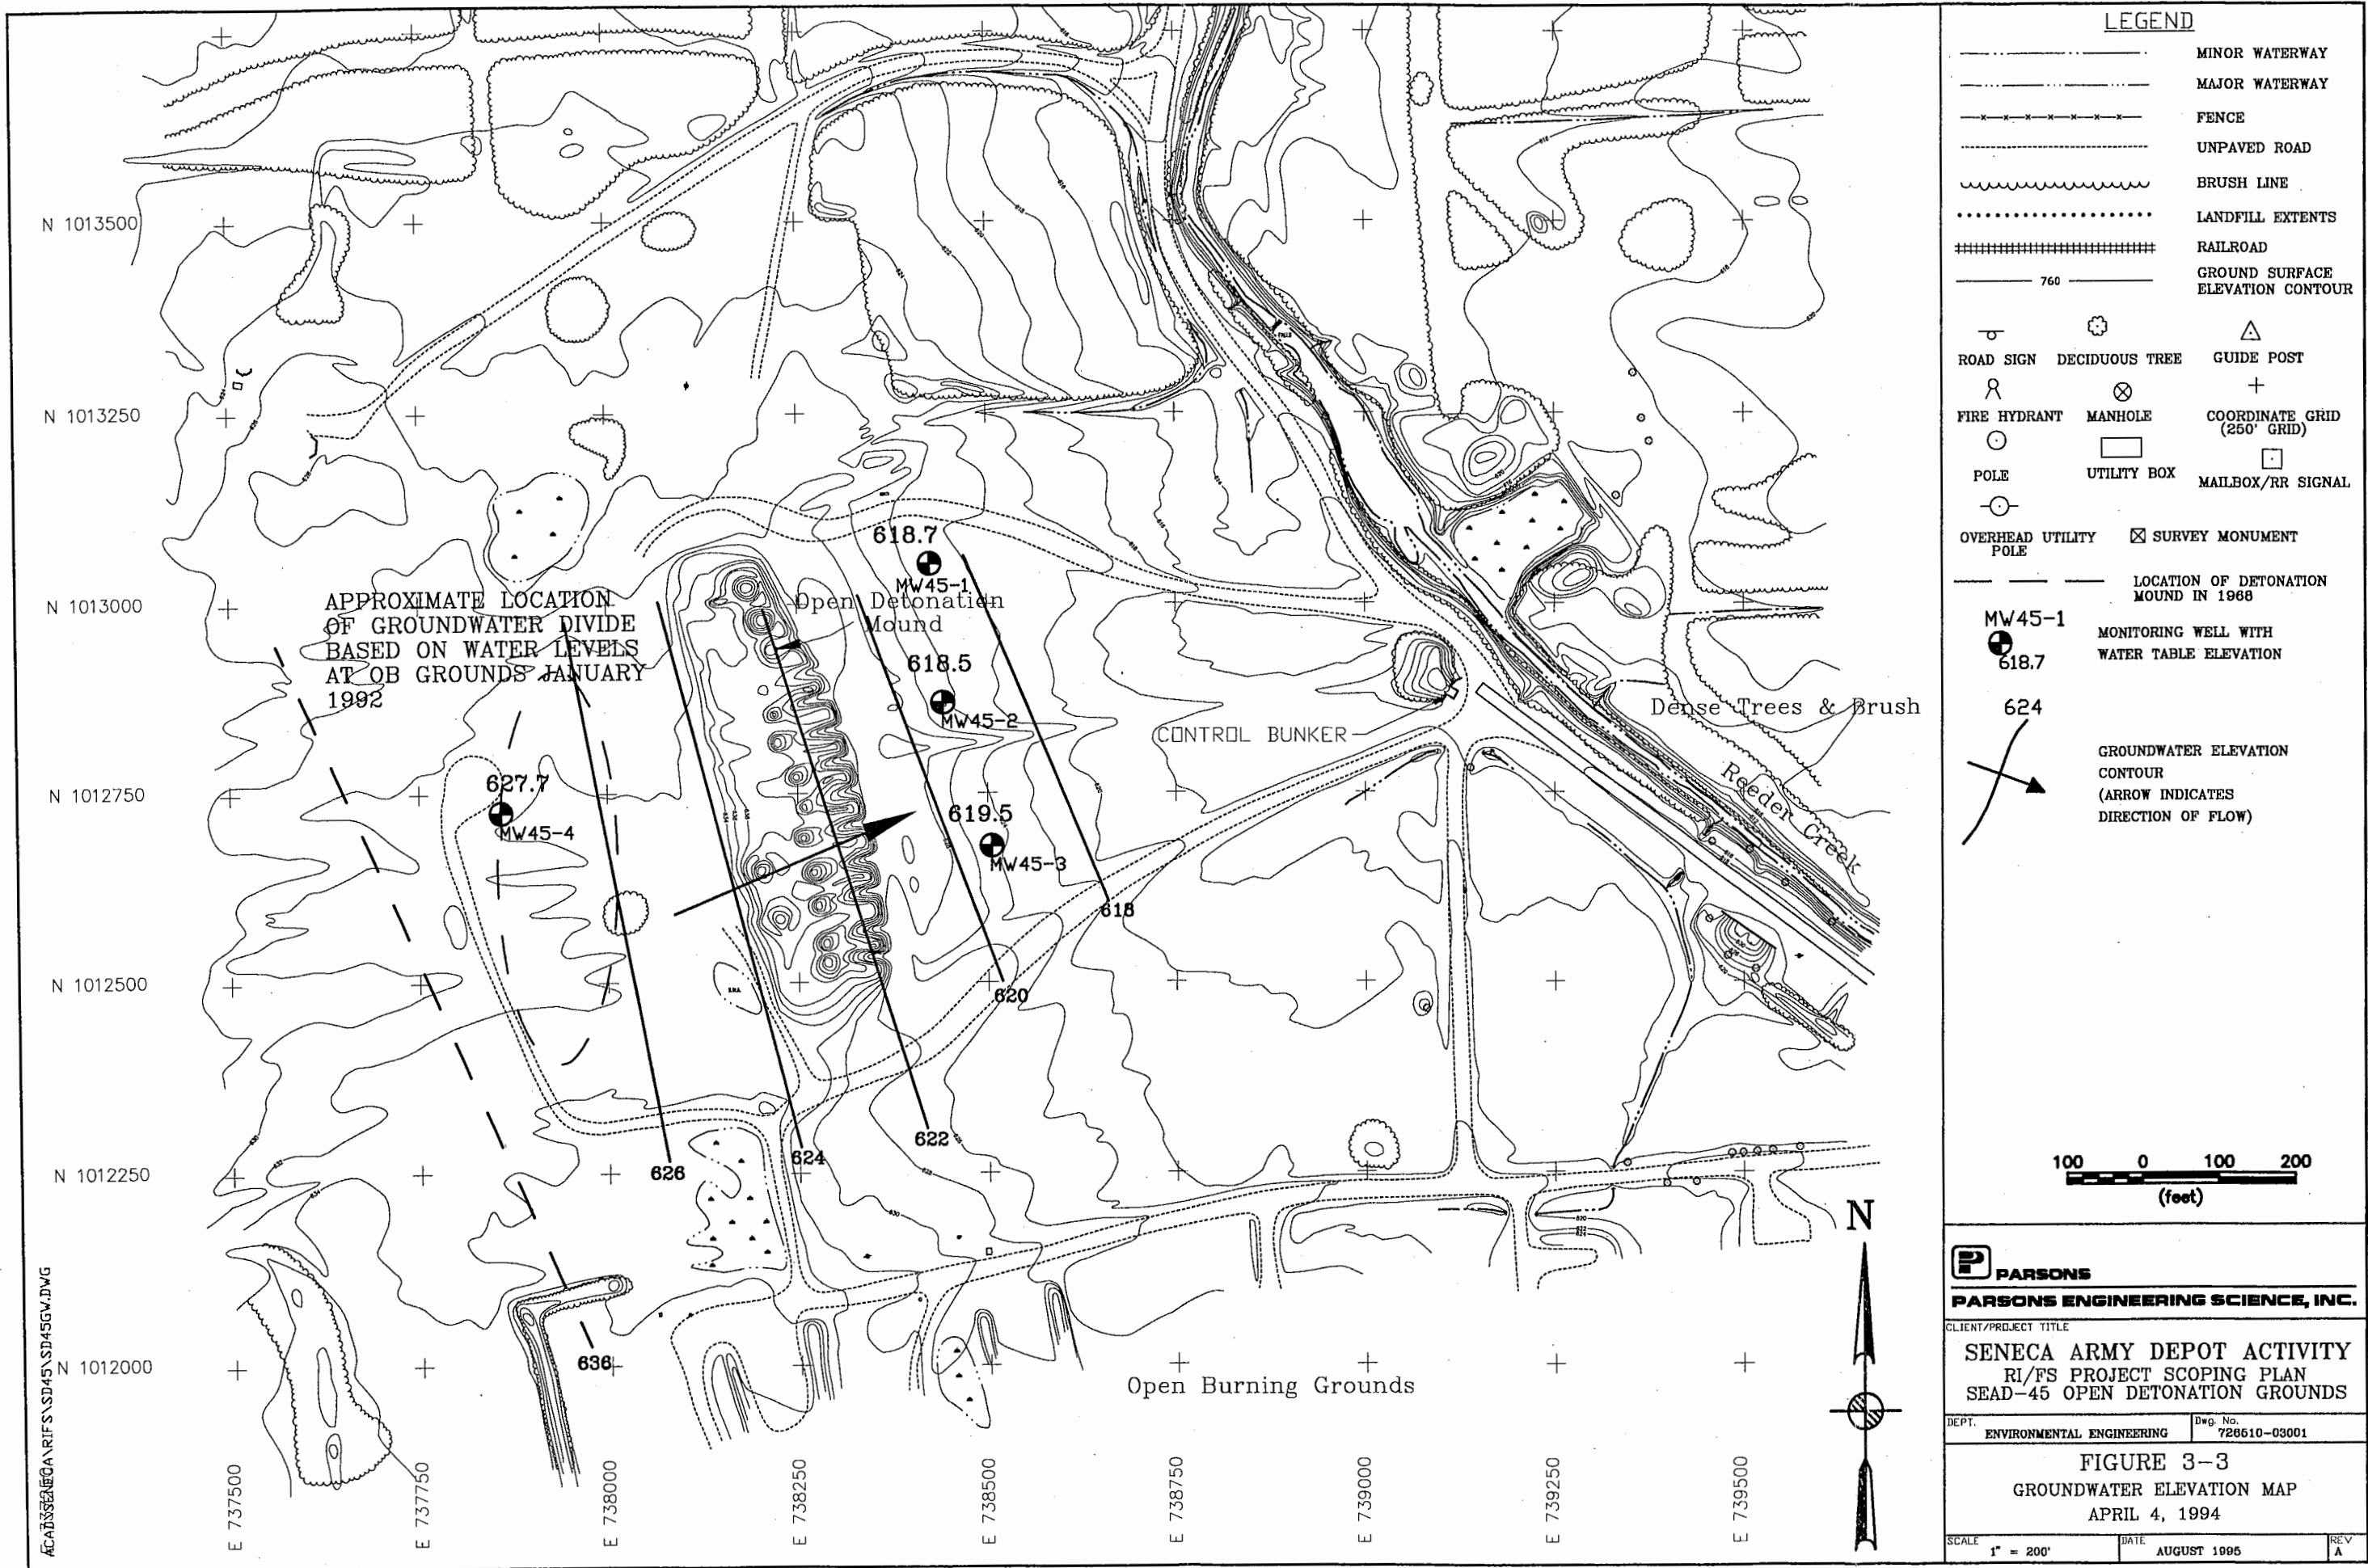 N 1013500
N 1013250
N 1013000
N 1012750
N 1012500
N 1012250
N 1012000
E 737500
E 737750
E 738000
E 738250
E 738500
E 738750
E 739000
E 739250
E 739500
APPROXIMATE LOCATION
OF GROUNDWATER DIVIDE
BASED ON WATER LEVELS
AT OB GROUNDS JANUARY
1992
618.7
MW45-1
Open Detonation
Mound
618.5
MW45-2
627.7
MW45-4
619.5
MW45-3
CONTROL BUNKER
Dense Trees & Brush
Reeder Creek
618
620
622
624
626
636
Open Burning Grounds
N
LEGEND
MINOR WATERWAY
MAJOR WATERWAY
FENCE
UNPAVED ROAD
BRUSH LINE
LANDFILL EXTENTS
RAILROAD
760
GROUND SURFACE
ELEVATION CONTOUR
ROAD SIGN
DECIDUOUS TREE
GUIDE POST
FIRE HYDRANT
MANHOLE
COORDINATE GRID
(250' GRID)
POLE
UTILITY BOX
MAILBOX/RR SIGNAL
OVERHEAD UTILITY
POLE
SURVEY MONUMENT
LOCATION OF DETONATION
MOUND IN 1968
MW45-1
618.7
MONITORING WELL WITH
WATER TABLE ELEVATION
624
GROUNDWATER ELEVATION
CONTOUR
(ARROW INDICATES
DIRECTION OF FLOW)
100 0 100 200
(feet)
PARSONS
PARSONS ENGINEERING SCIENCE, INC.
CLIENT/PROJECT TITLE
SENECA ARMY DEPOT ACTIVITY
RI/FS PROJECT SCOPING PLAN
SEAD-45 OPEN DETONATION GROUNDS
DEPT.
ENVIRONMENTAL ENGINEERING
Dwg. No.
726510-03001
FIGURE 3-3
GROUNDWATER ELEVATION MAP
APRIL 4, 1994
SCALE
1" = 200'
DATE
AUGUST 1995
REV
A